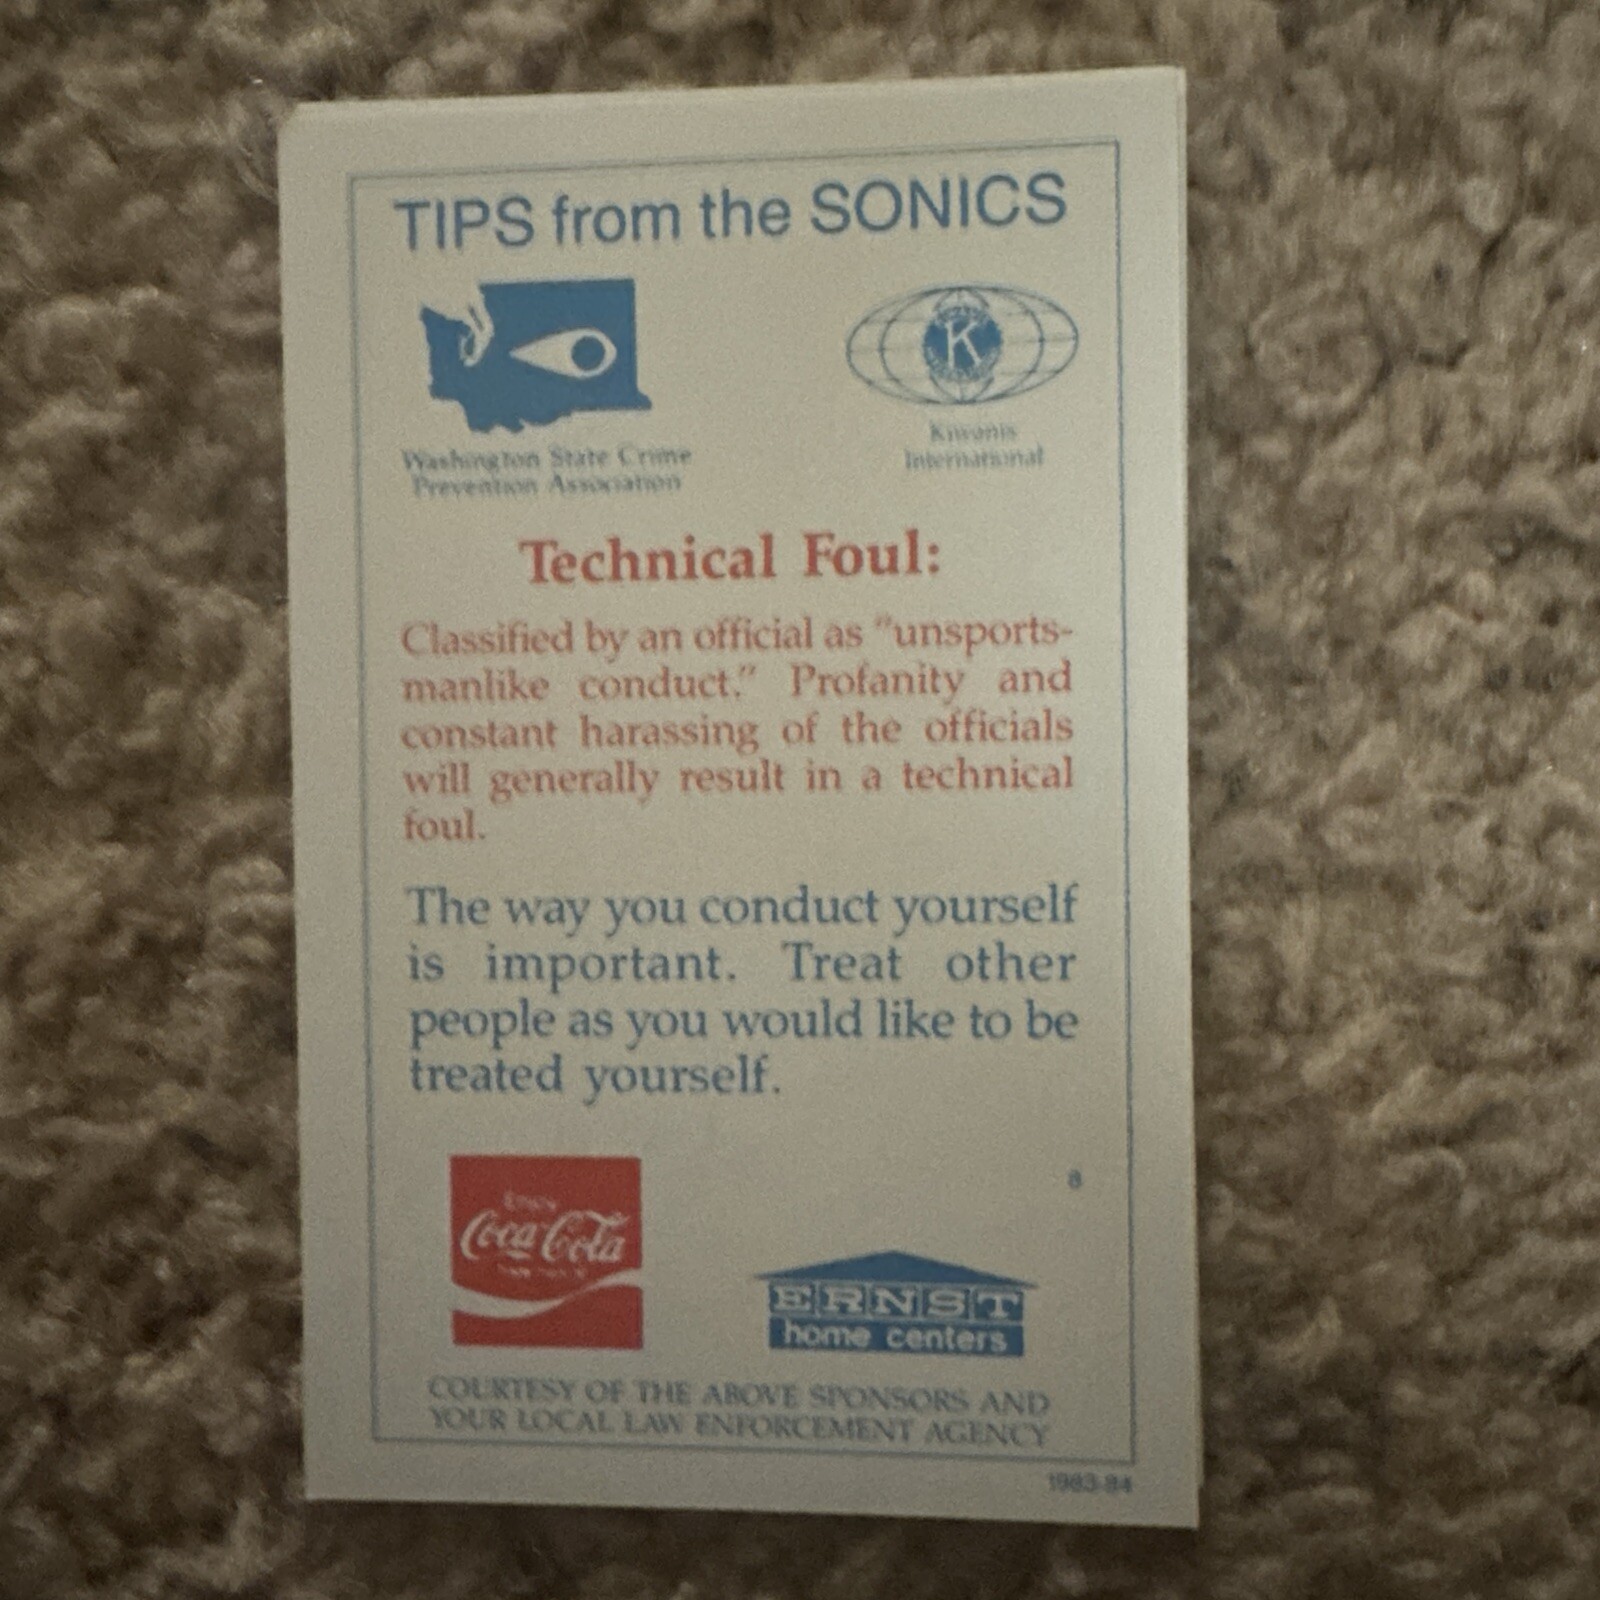 TIPS from the SONICS
K
Washington State Crime
Prevention Association
Kiwanis
International
Technical Foul:
Classified by an official as "unsports-
manlike conduct." Profanity and
constant harassing of the officials
will generally result in a technical
foul.
The way you conduct yourself
is important. Treat other
people as you would like to be
treated yourself.
8
Enjoy
Coca-Cola
ERNST
home centers
COURTESY OF THE ABOVE SPONSORS AND
YOUR LOCAL LAW ENFORCEMENT AGENCY
1983-84